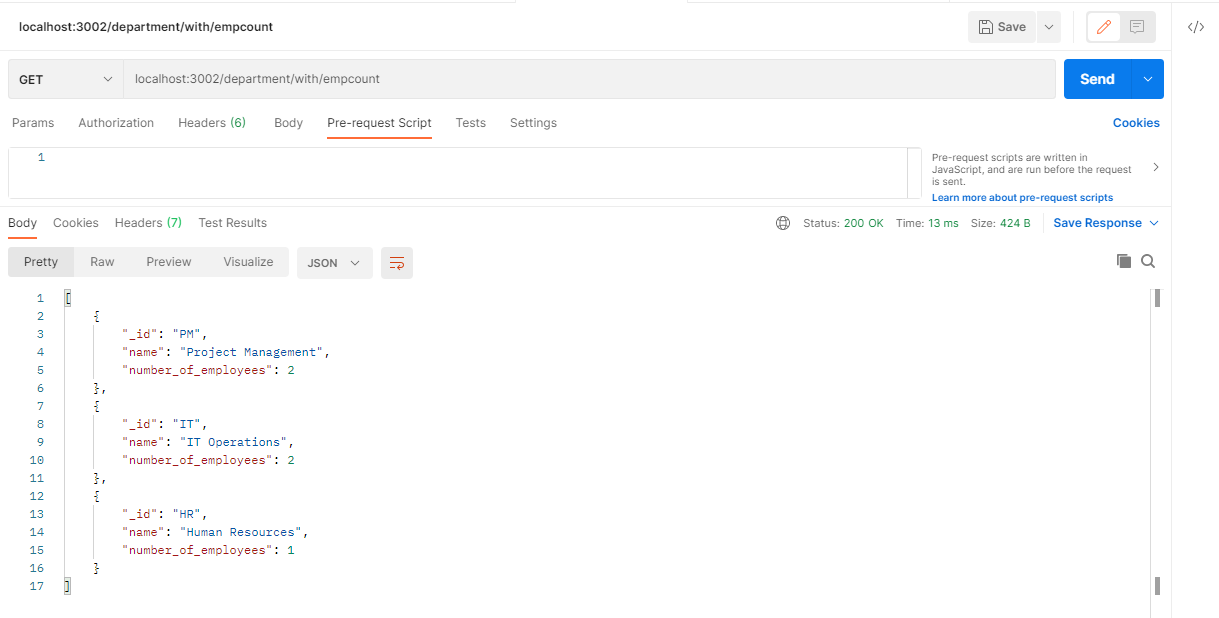 localhost:3002/department/with/empcount
Save
GET
localhost:3002/department/with/empcount
Send
Params Authorization Headers (6) Body Pre-request Script Tests Settings Cookies
1
Pre-request scripts are written in
JavaScript, and are run before the request
is sent.
Learn more about pre-request scripts
Body Cookies Headers (7) Test Results Status: 200 OK Time: 13 ms Size: 424 B Save Response
Pretty Raw Preview Visualize JSON
1 [
2 {
3 "_id": "PM",
4 "name": "Project Management",
5 "number_of_employees": 2
6 },
7 {
8 "_id": "IT",
9 "name": "IT Operations",
10 "number_of_employees": 2
11 },
12 {
13 "_id": "HR",
14 "name": "Human Resources",
15 "number_of_employees": 1
16 }
17 ]